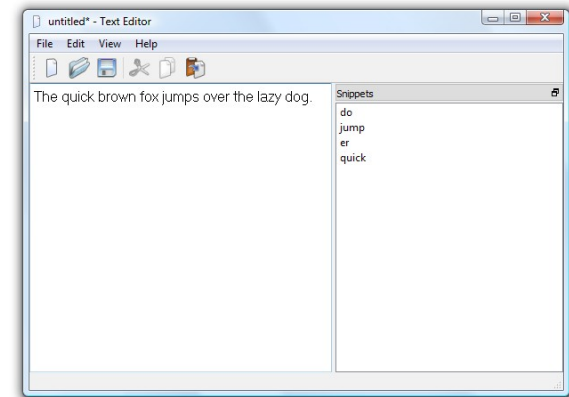 untitled* - Text Editor
File Edit View Help
The quick brown fox jumps over the lazy dog.
Snippets
do
jump
er
quick